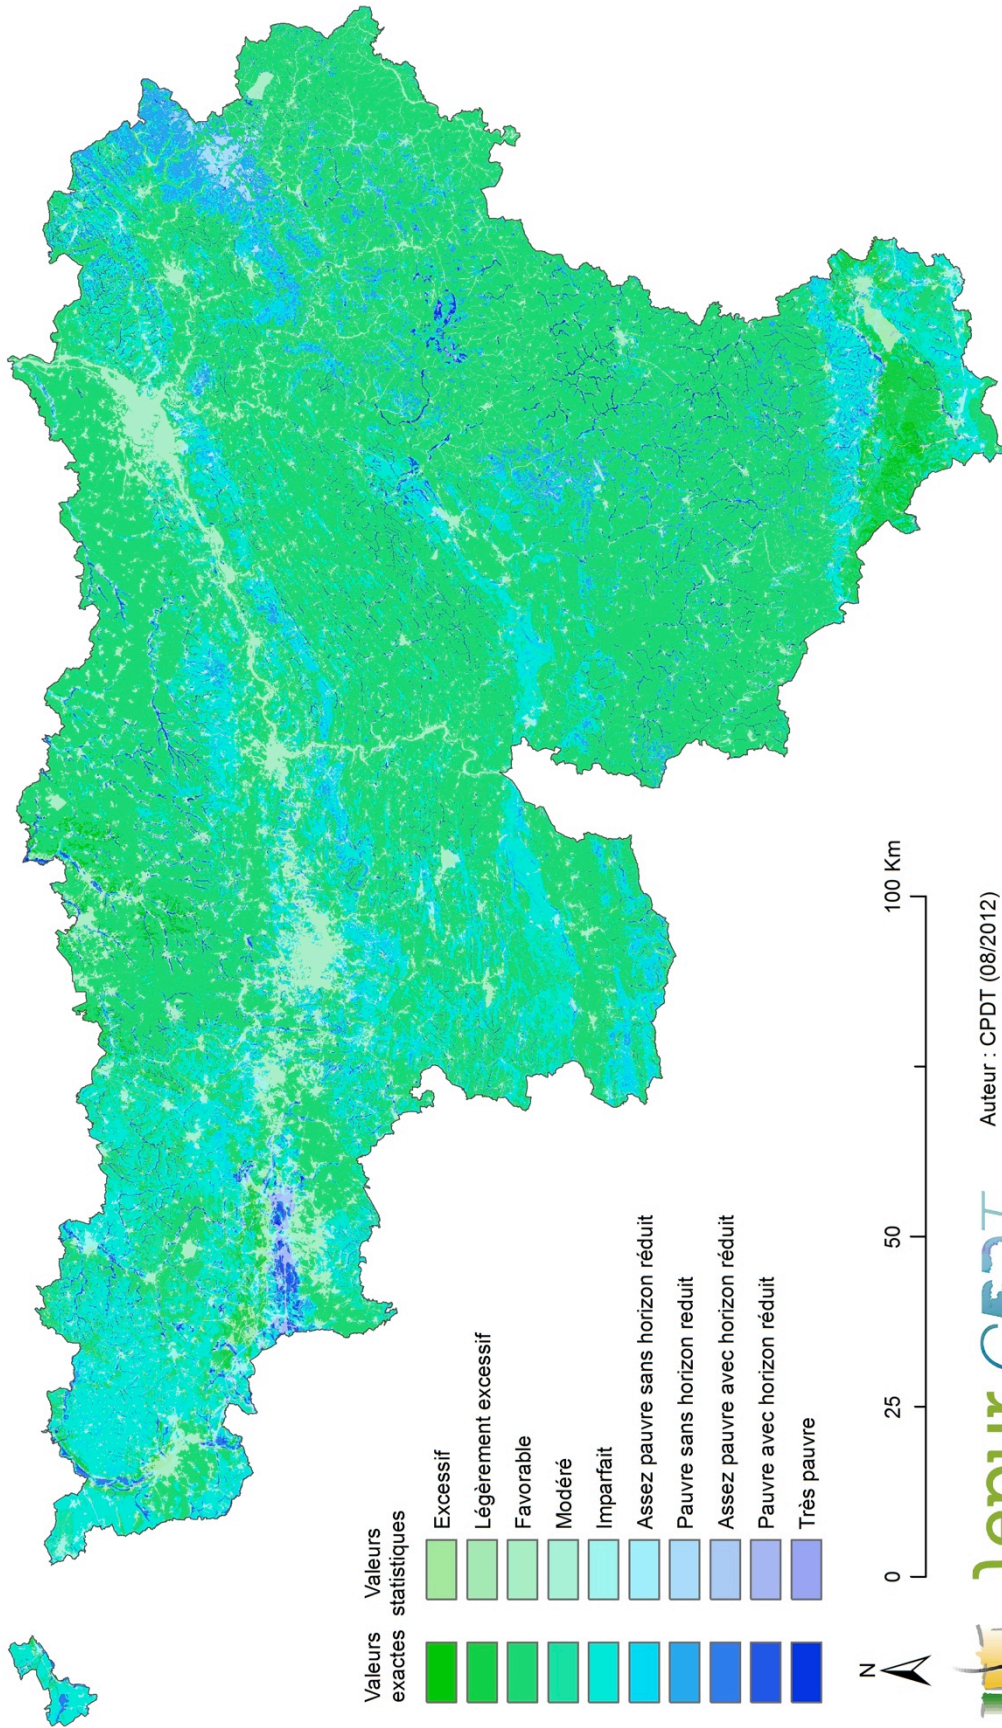 Valeurs exactes
Valeurs statistiques
Excessif
Légèrement excessif
Favorable
Modéré
Imparfait
Assez pauvre sans horizon réduit
Pauvre sans horizon reduit
Assez pauvre avec horizon réduit
Pauvre avec horizon réduit
Très pauvre
N
0 25 50 100 Km
Auteur : CPDT (08/2012)
lepur CPDT